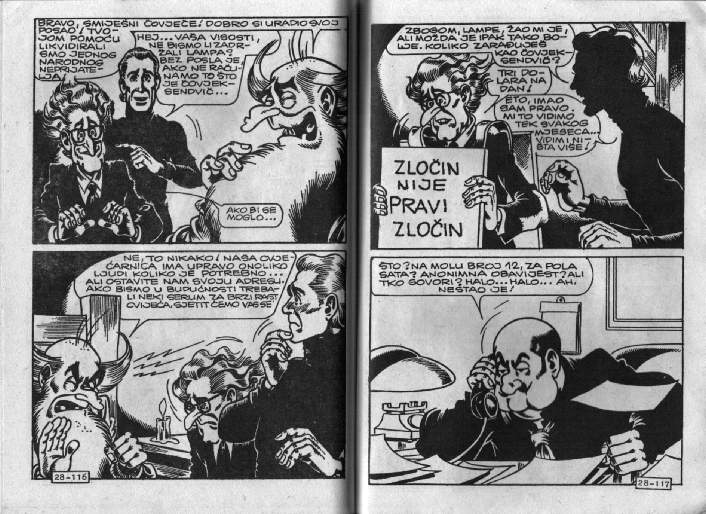 BRAVO, SMIJEŠNI ČOVJEČE! DOBRO SI URADIO SVOJ
POSAO! TVO-
JOM POMOĆU
LIKVIDIRALI
SMO JEDNOG
NARODNOG
NEPRIJATE-
LJA!
HEJ... VAŠA VISOSTI,
NE BISMO LI ZADR-
ŽALI LAMPA?
BEZ POSLA JE
AKO NE RAČU-
NAMO TO ŠTO
JE ČOVJEK-
SENDVIČ...
AKO BI SE
MOGLO...
NE, TO NIKAKO! NAŠA OVJE-
ČARNICA IMA UPRAVO ONOLIKO
LJUDI KOLIKO JE POTREBNO...
ALI OSTAVITE NAM SVOJU ADRESU.
AKO BISMO U BUDUĆNOSTI TREBA-
LI NEKI SERUM ZA BRZI RAST
CVIJEĆA, SJETIT ĆEMO VAS SE
28-116
ZBOGOM, LAMPE, ŽAO MI JE,
ALI MOŽDA JE IPAK TAKO BO-
LJE. KOLIKO ZARAĐUJEŠ
KAO ČOVJEK-
SENDVIČ?
TRI DO-
LARA NA
DAN!
ETO, IMAO
SAM PRAVO.
MI TO VIDIMO
TEK SVAKOG
MJESECA...
VIDIMO NI-
ŠTA VIŠE!
ZLOČIN
NIJE
PRAVI
ZLOČIN
ŠTO? NA MOLU BROJ 12, ZA POLA
SATA? ANONIMNA OBAVIJEST? ALI
TKO GOVORI? HALO... HALO... AH,
NESTAO JE!
28-117